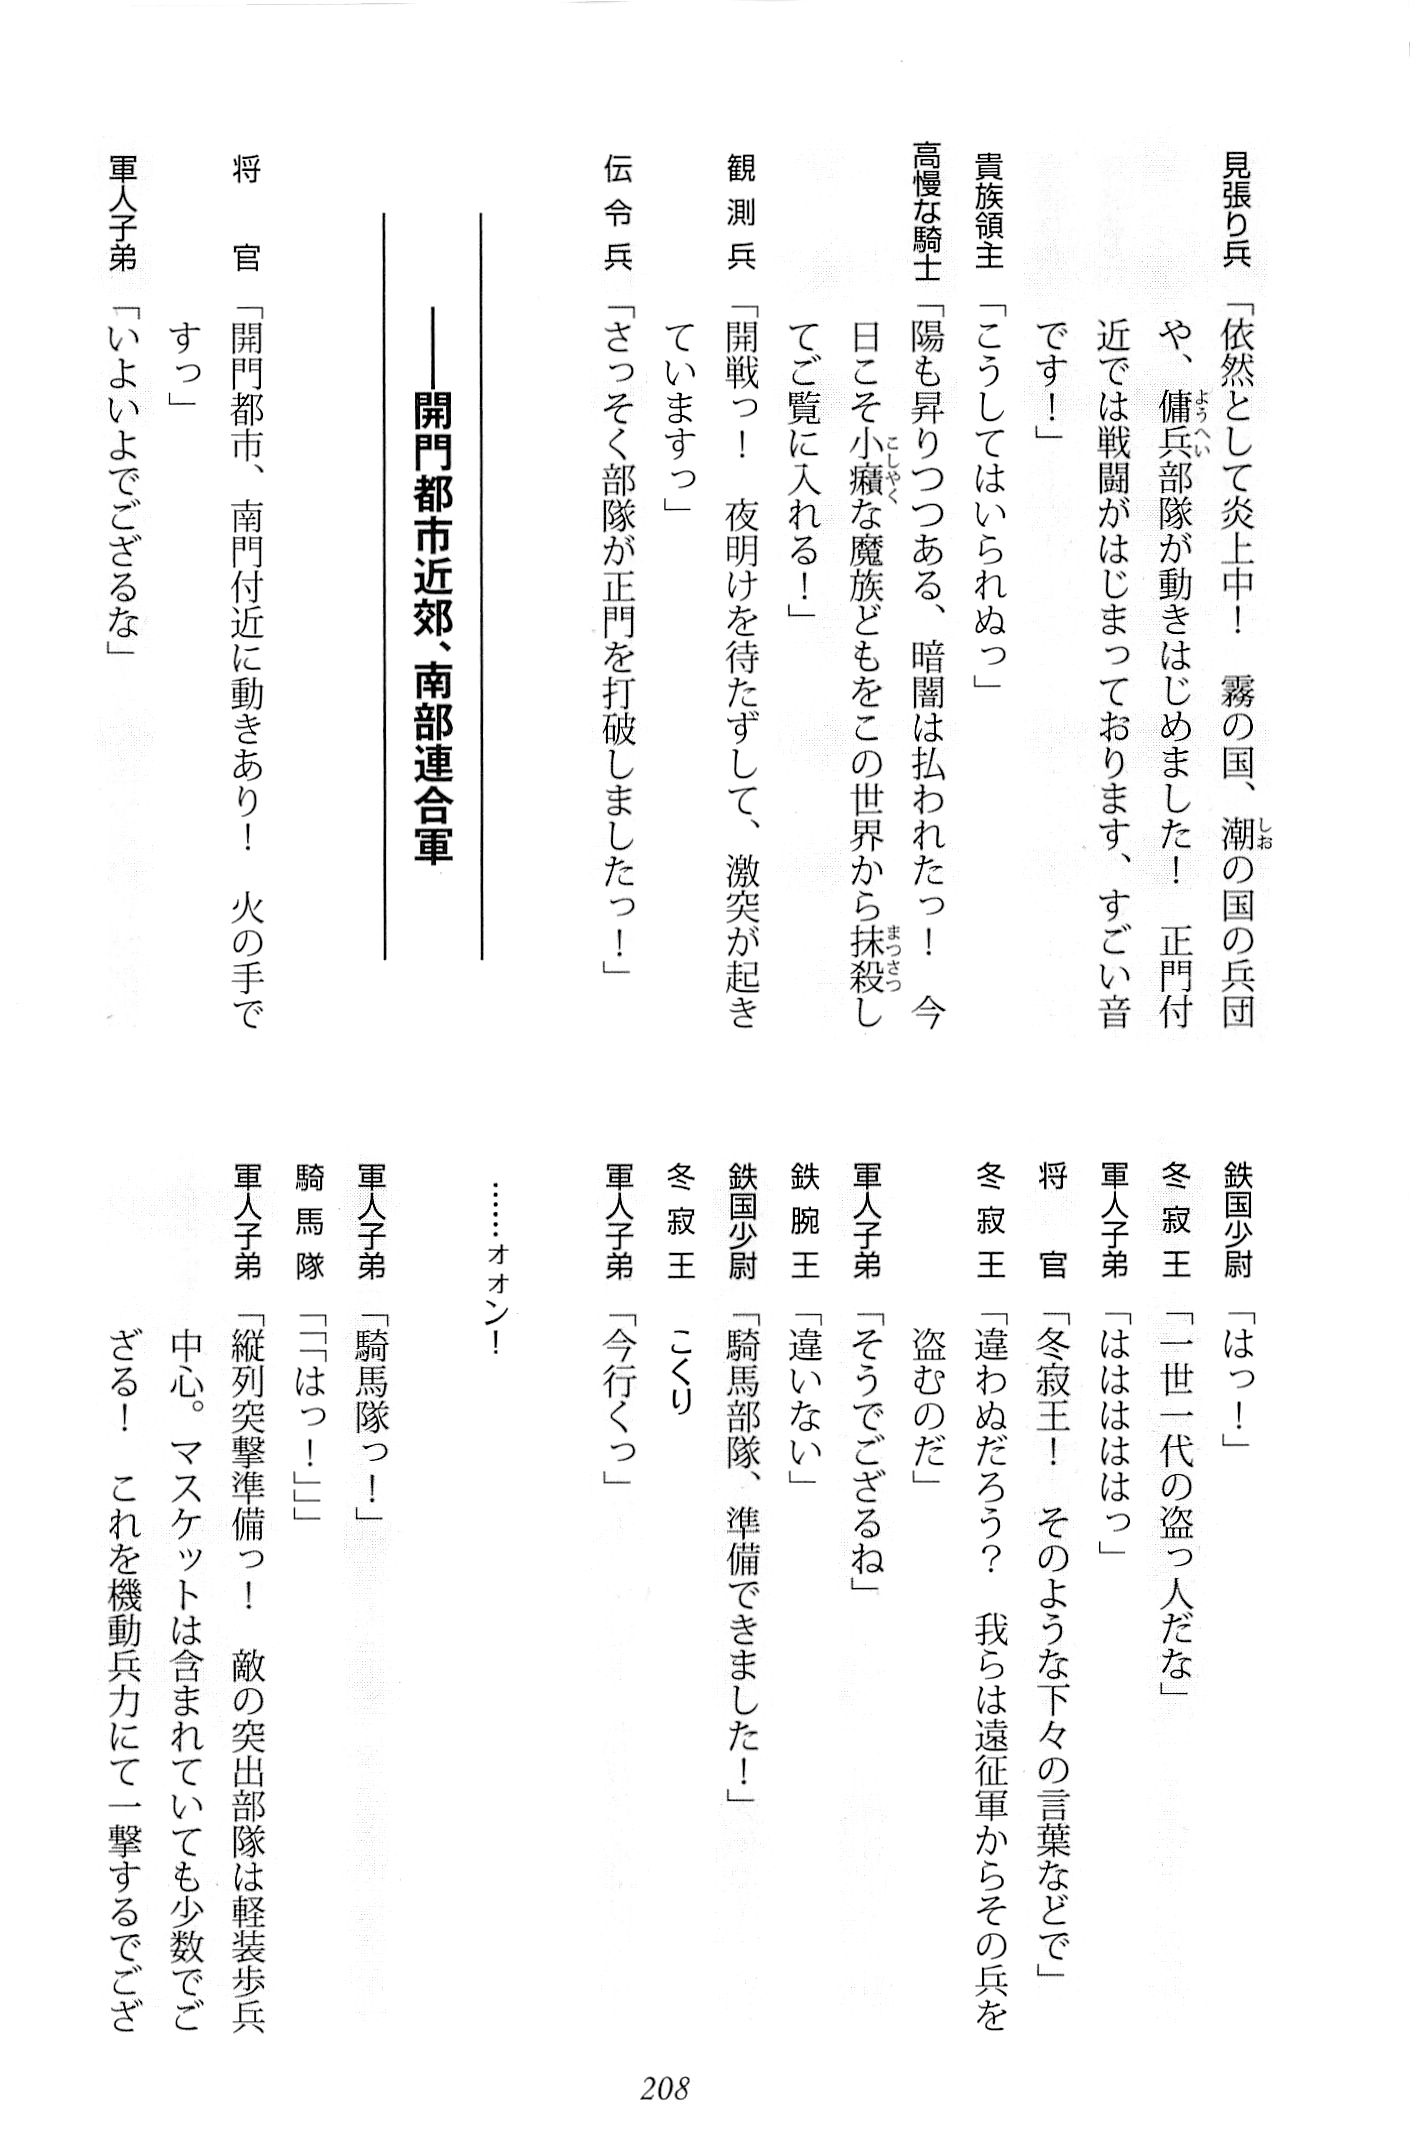 見張り兵「依然として炎上中！　霧の国、潮の国の兵団
や、傭兵部隊が動きはじめました！　正門付
近では戦闘がはじまっております、すごい音
です！」
貴族領主「こうしてはいられぬっ」
高慢な騎士「陽も昇りつつある、暗闇は払われたっ！　今
日こそ小癪な魔族どもをこの世界から抹殺し
てご覧に入れる！」
観測兵「開戦っ！　夜明けを待たずして、激突が起き
ていますっ」
伝令兵「さっそく部隊が正門を打破しましたっ！」
――開門都市近郊、南部連合軍
将官「開門都市、南門付近に動きあり！　火の手で
すっ」
軍人子弟「いよいよでござるな」
鉄国少尉「はっ！」
冬寂王「一世一代の盗っ人だな」
軍人子弟「ははははっ」
将官「冬寂王！　そのような下々の言葉などで」
冬寂王「違わぬだろう？　我らは遠征軍からその兵を
盗むのだ」
軍人子弟「そうでござるね」
鉄腕王「違いない」
鉄国少尉「騎馬部隊、準備できました！」
冬寂王　こくり
軍人子弟「今行くっ」
……ォオン！
軍人子弟「騎馬隊っ！」
騎馬隊「「「はっ！」」」
軍人子弟「縦列突撃準備っ！　敵の突出部隊は軽装歩兵
中心。マスケットは含まれていても少数でご
ざる！　これを機動兵力にて一撃するでござ
208